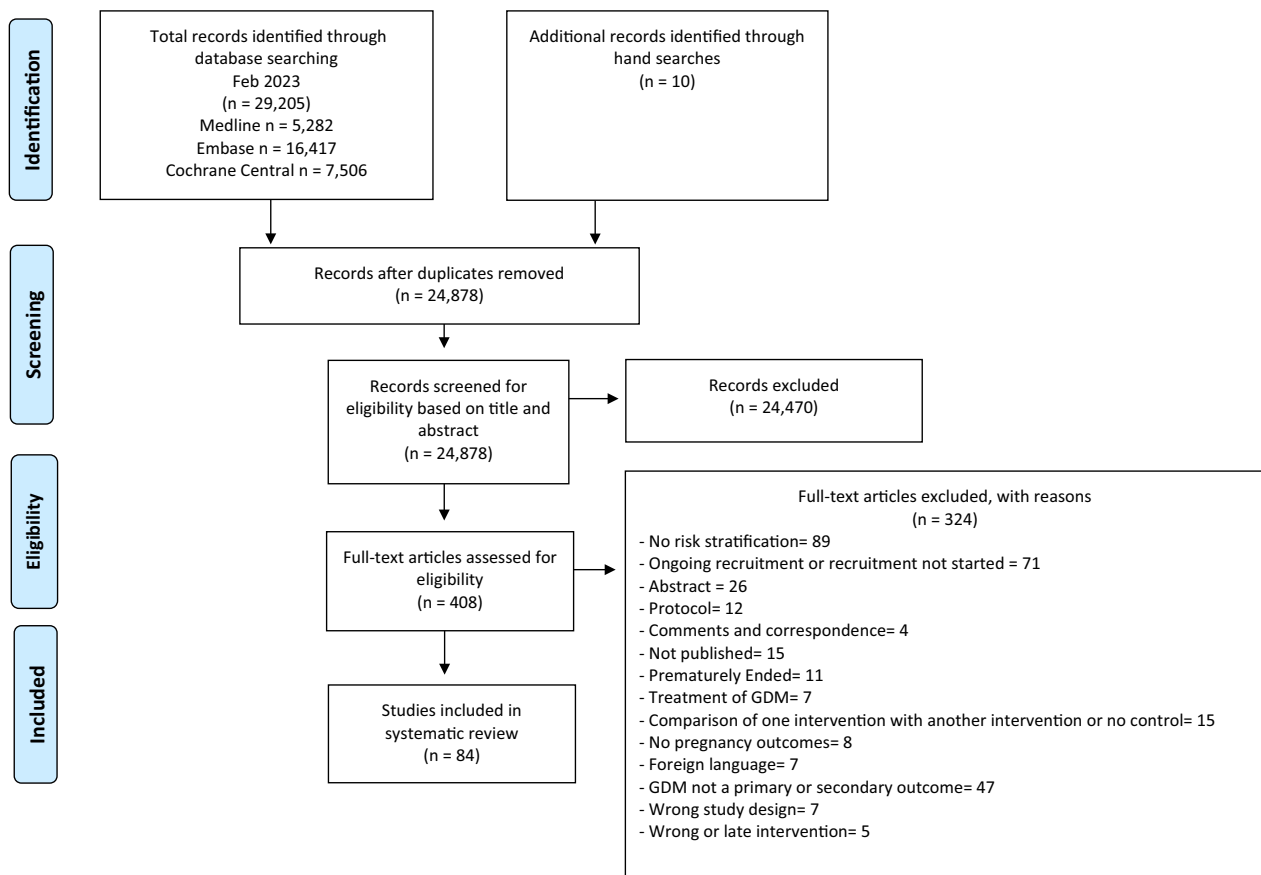 Identification
Total records identified through
database searching
Feb 2023
(n = 29,205)
Medline n = 5,282
Embase n = 16,417
Cochrane Central n = 7,506
Additional records identified through
hand searches
(n = 10)
Screening
Records after duplicates removed
(n = 24,878)
Records screened for
eligibility based on title and
abstract
(n = 24,878)
Records excluded
(n = 24,470)
Eligibility
Full-text articles assessed for
eligibility
(n = 408)
Full-text articles excluded, with reasons
(n = 324)
- No risk stratification= 89
- Ongoing recruitment or recruitment not started = 71
- Abstract = 26
- Protocol= 12
- Comments and correspondence= 4
- Not published= 15
- Prematurely Ended= 11
- Treatment of GDM= 7
- Comparison of one intervention with another intervention or no control= 15
- No pregnancy outcomes= 8
- Foreign language= 7
- GDM not a primary or secondary outcome= 47
- Wrong study design= 7
- Wrong or late intervention= 5
Included
Studies included in
systematic review
(n = 84)